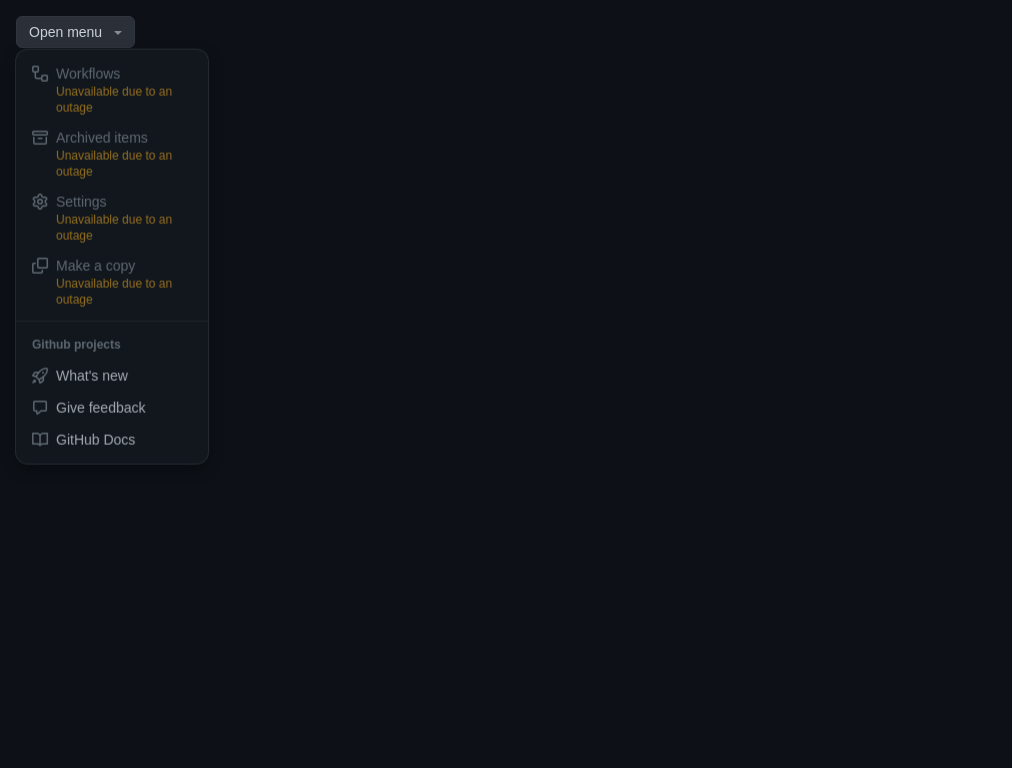 Open menu
Workflows
Unavailable due to an
outage
Archived items
Unavailable due to an
outage
Settings
Unavailable due to an
outage
Make a copy
Unavailable due to an
outage
Github projects
What's new
Give feedback
GitHub Docs